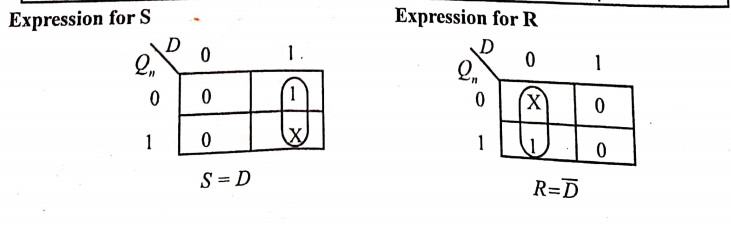 Expression for S
D 0 1.
Qn
0 0 1
1 0 X
S = D
Expression for R
D 0 1
Qn
0 X 0
1 1 0
R=D̅